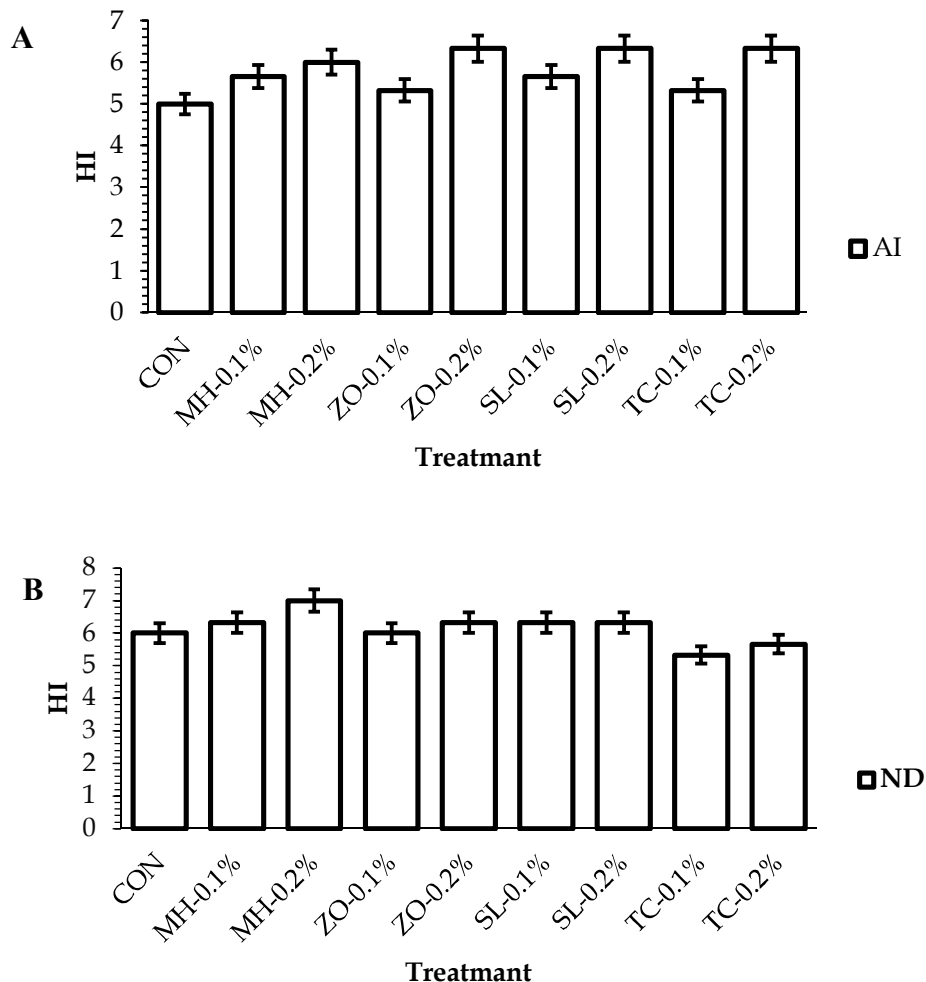 A
7
6
5
4
3
2
1
0
HI
CON
MH-0.1%
MH-0.2%
ZO-0.1%
ZO-0.2%
SL-0.1%
SL-0.2%
TC-0.1%
TC-0.2%
Treatmant
AI
B
8
7
6
5
4
3
2
1
0
HI
CON
MH-0.1%
MH-0.2%
ZO-0.1%
ZO-0.2%
SL-0.1%
SL-0.2%
TC-0.1%
TC-0.2%
Treatmant
ND